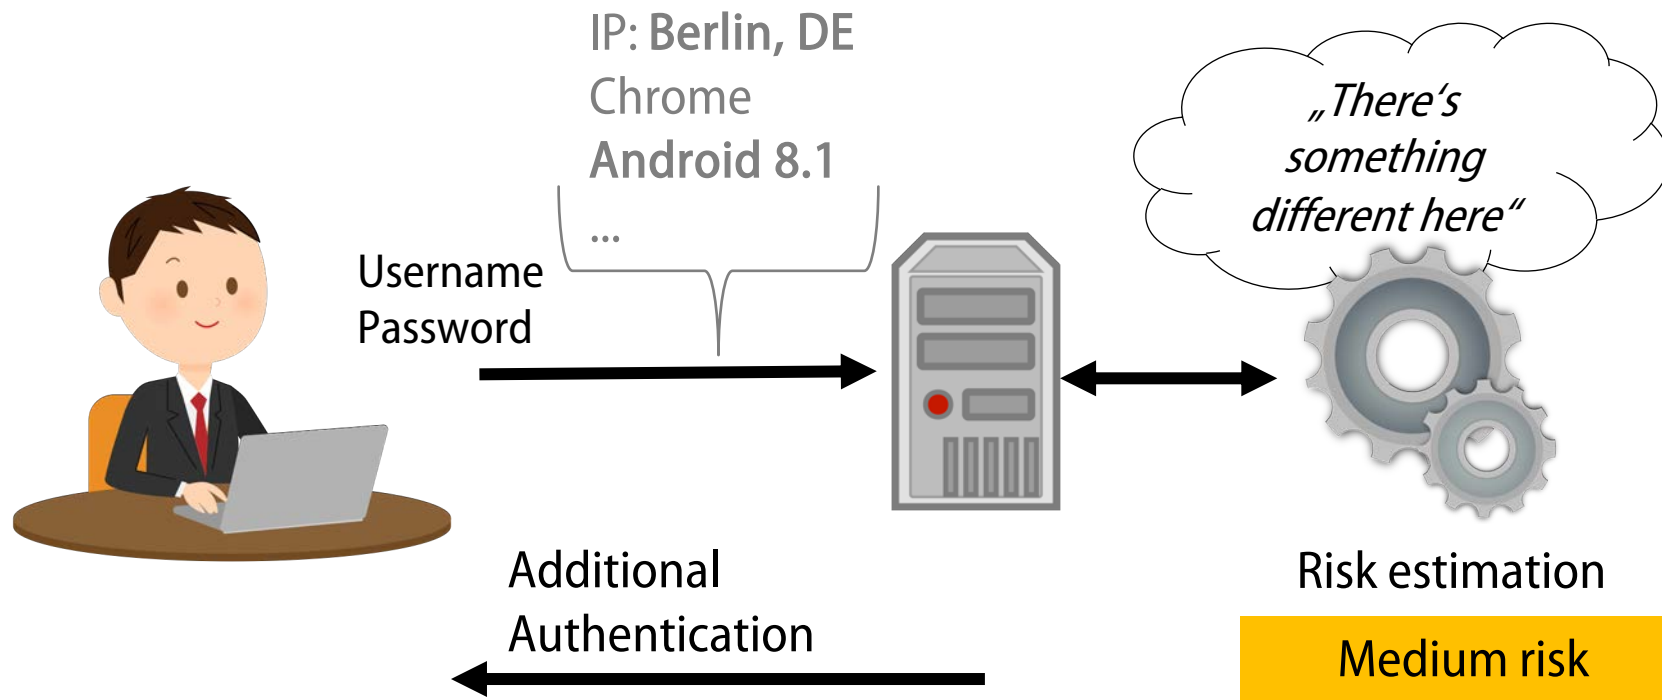 IP: Berlin, DE
Chrome
Android 8.1
...
Username
Password
„There‘s
something
different here“
Additional
Authentication
Risk estimation
Medium risk